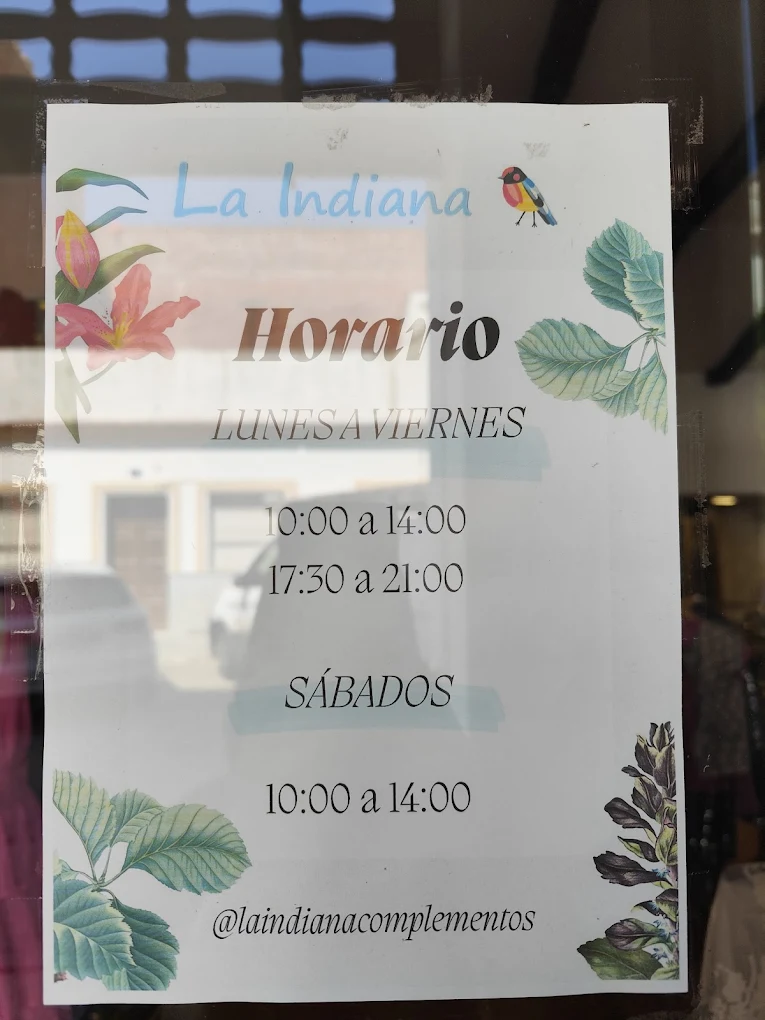 La Indiana
Horario
LUNES A VIERNES
10:00 a 14:00
17:30 a 21:00
SÁBADOS
10:00 a 14:00
@laindianacomplementos